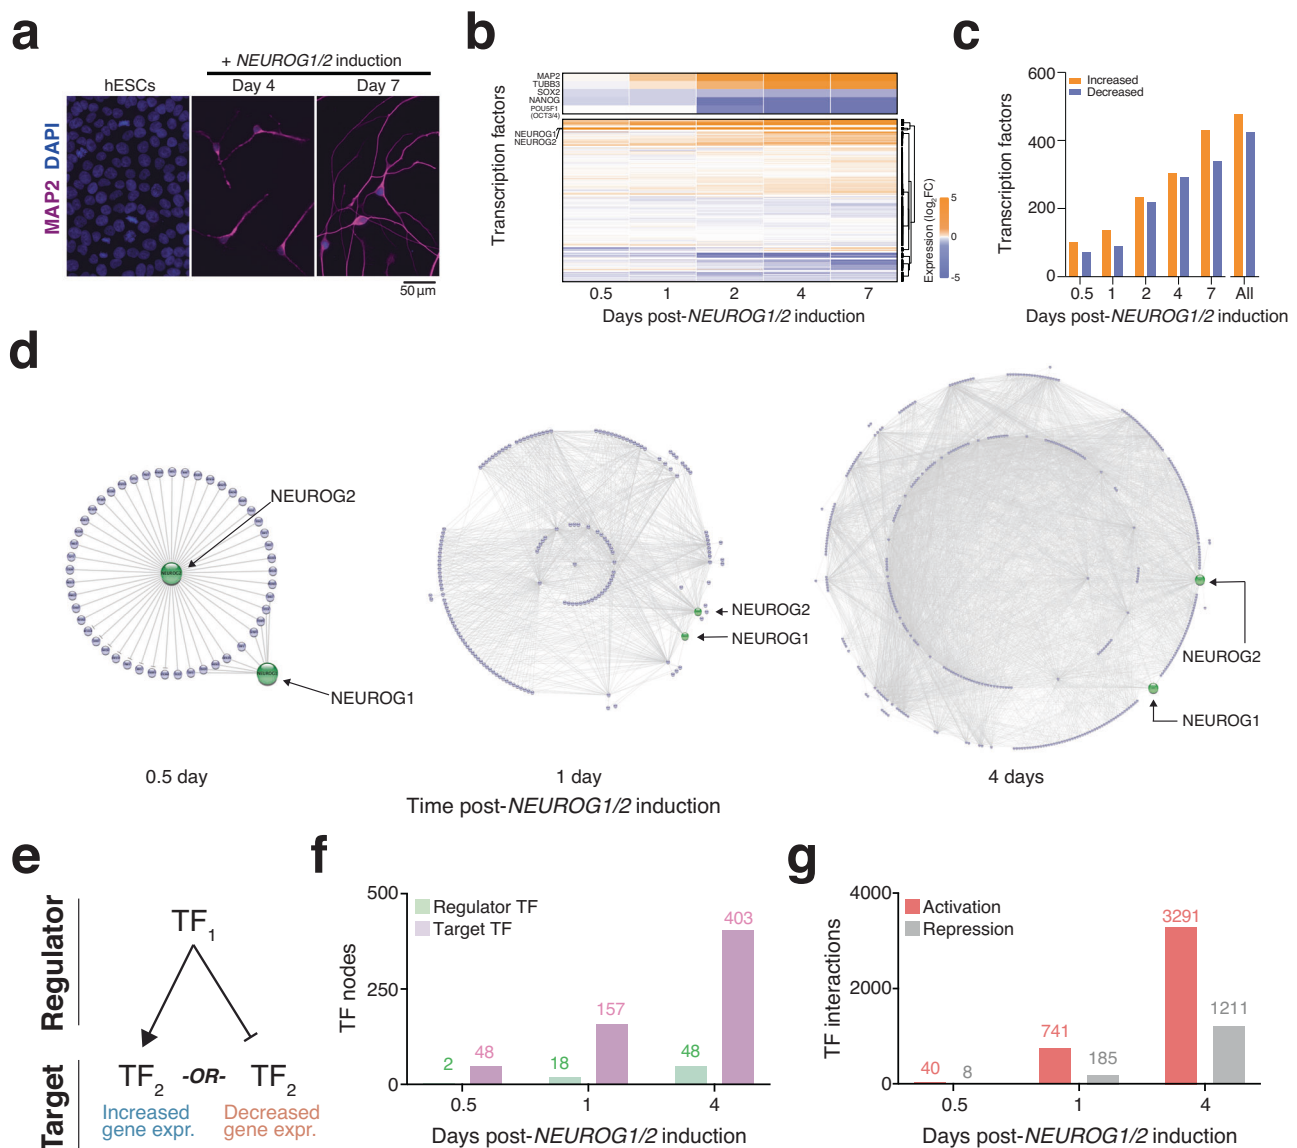 a
+ NEUROG1/2 induction
hESCs
Day 4
Day 7
MAP2 DAPI
50 µm
b
Transcription factors
MAP2
TUBB3
SOX2
NANOG
POU5F1
(OCT3/4)
NEUROG1
NEUROG2
0.5 1 2 4 7
Days post-NEUROG1/2 induction
Expression (log2FC)
5
0
-5
c
Transcription factors
600
400
200
0
Increased
Decreased
0.5 1 2 4 7 All
Days post-NEUROG1/2 induction
d
NEUROG2
NEUROG1
0.5 day
NEUROG2
NEUROG1
1 day
NEUROG2
NEUROG1
4 days
Time post-NEUROG1/2 induction
e
Regulator
TF1
Target
TF2 -OR- TF2
Increased
gene expr.
Decreased
gene expr.
f
TF nodes
500
250
0
Regulator TF
Target TF
2 48
18 157
48 403
0.5 1 4
Days post-NEUROG1/2 induction
g
TF interactions
4000
2000
0
Activation
Repression
40 8
741 185
3291 1211
0.5 1 4
Days post-NEUROG1/2 induction